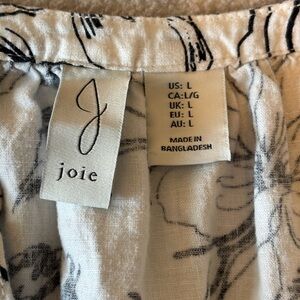 J
joie
US: L
CA:L/G
UK: L
EU: L
AU: L
MADE IN
BANGLADESH